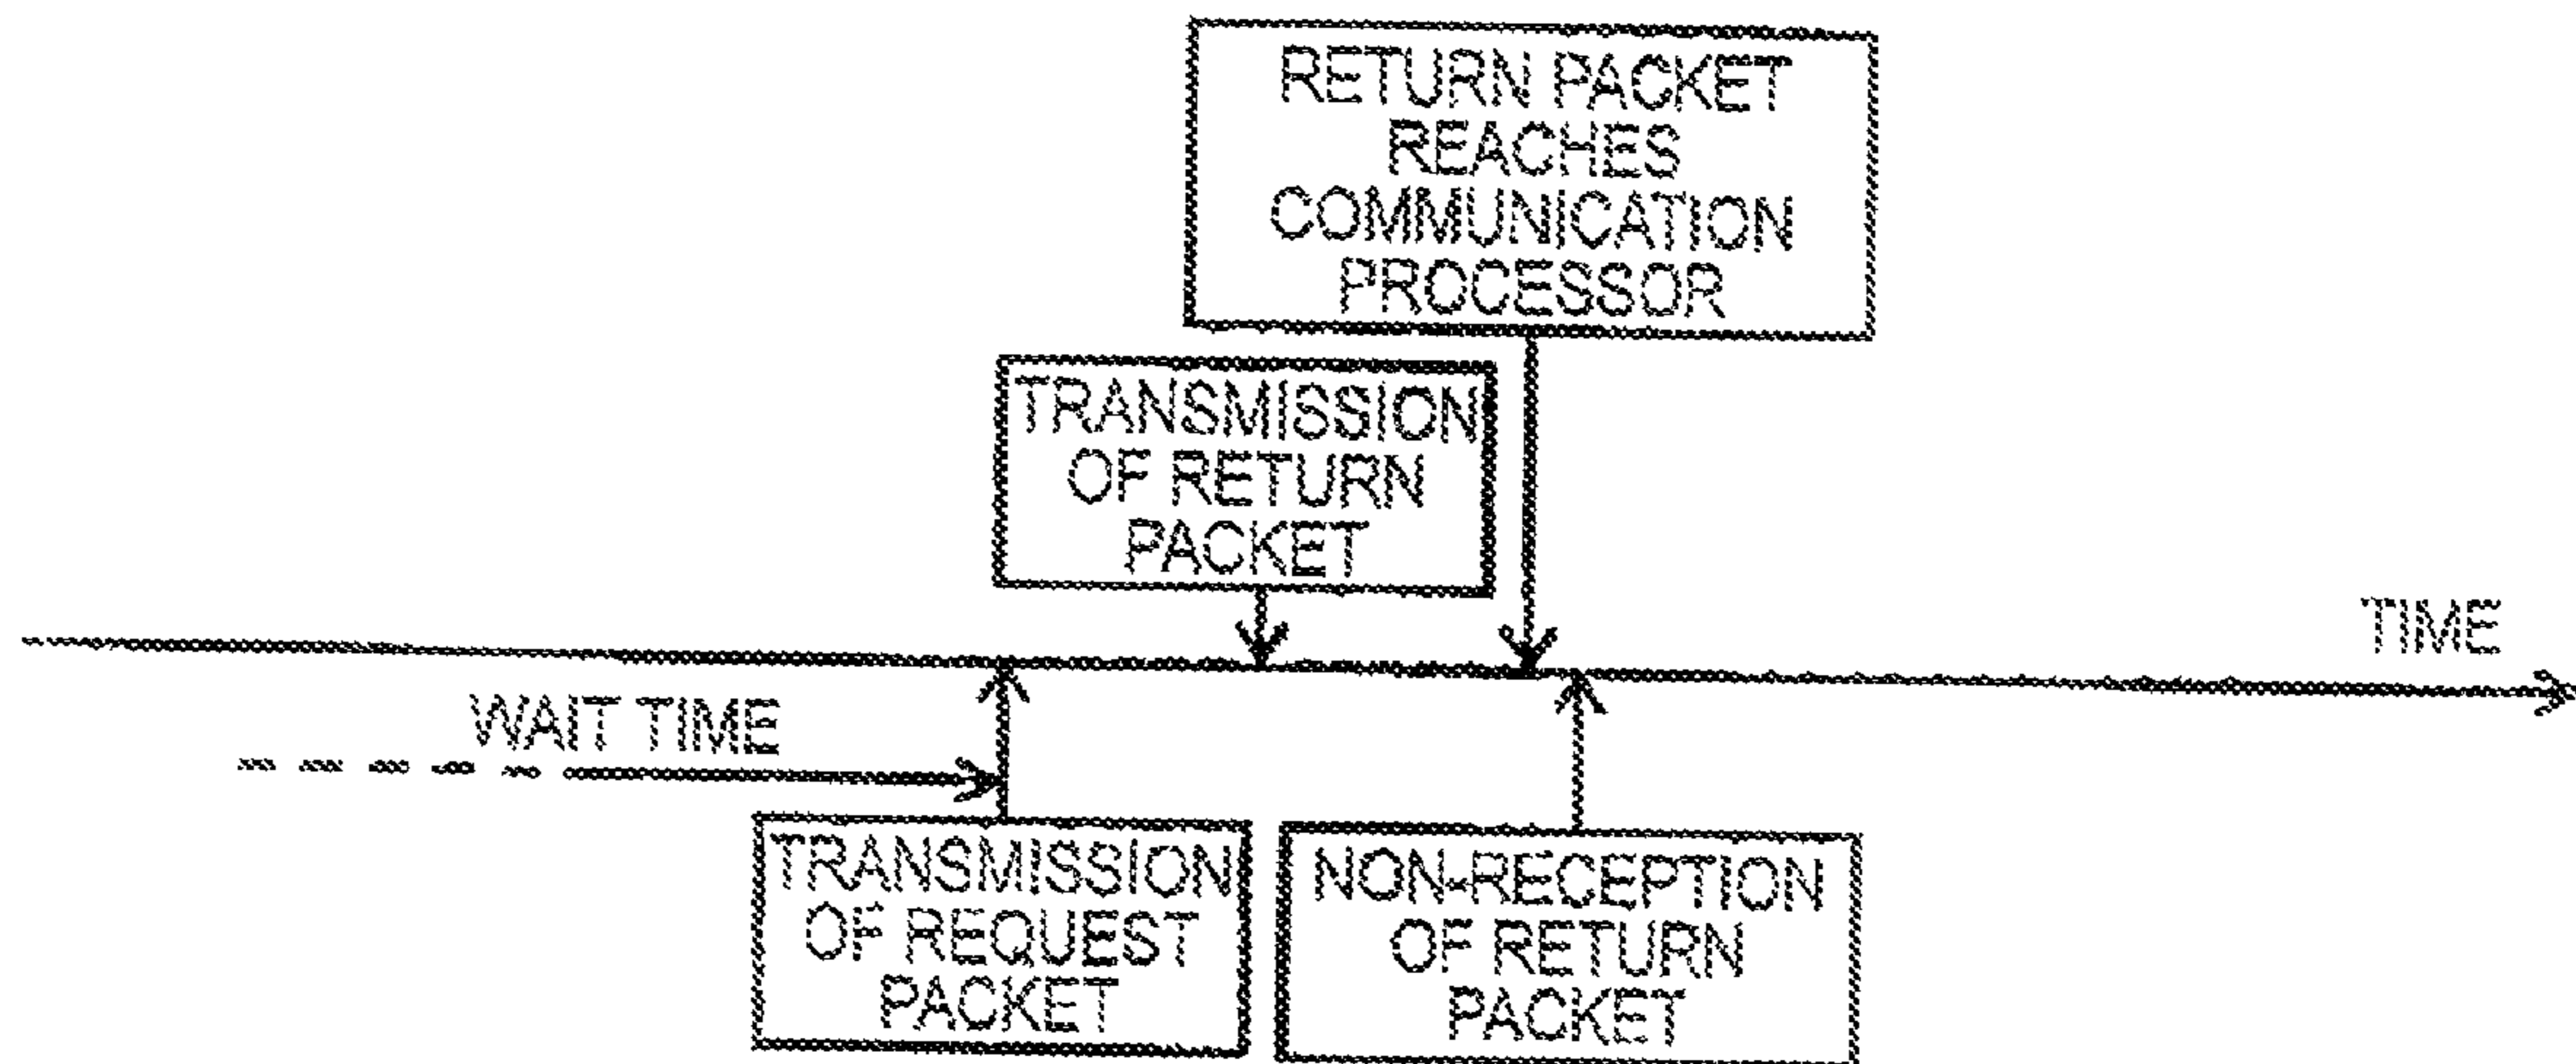 RETURN PACKET
REACHES
COMMUNICATION
PROCESSOR
TRANSMISSION
OF RETURN
PACKET
TIME
WAIT TIME
TRANSMISSION
OF REQUEST
PACKET
NON-RECEPTION
OF RETURN
PACKET